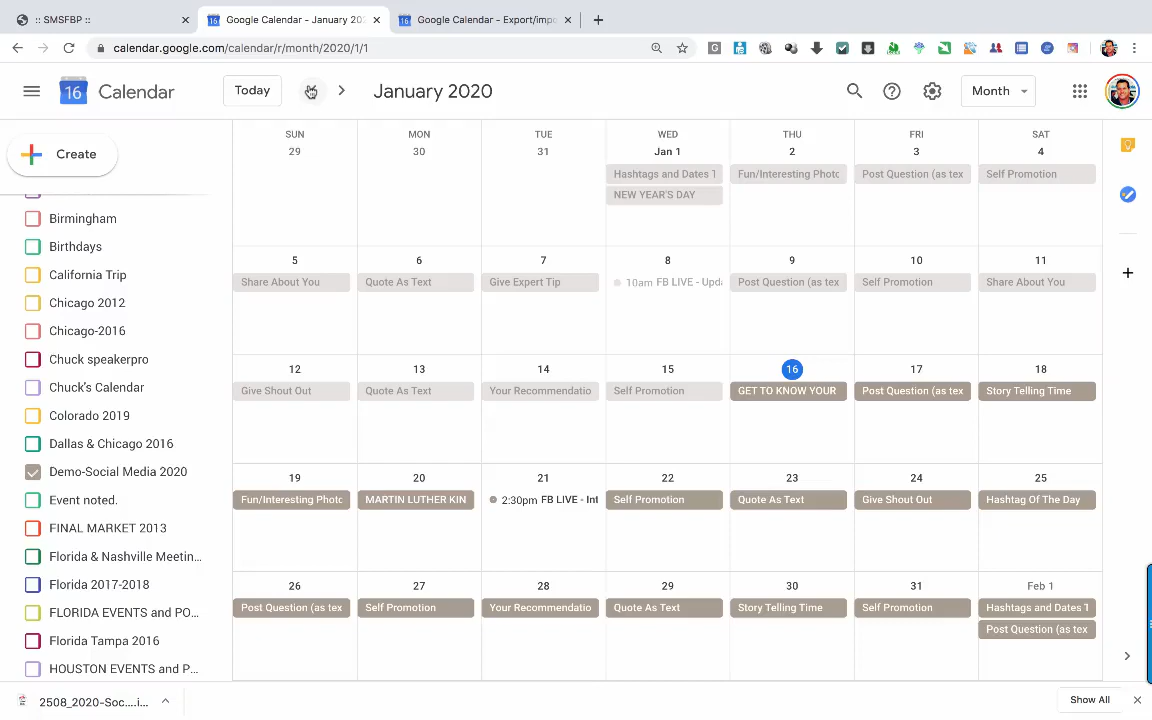 :: SMSFBP ::
Google Calendar - January 202
Google Calendar - Export/impo
calendar.google.com/calendar/r/month/2020/1/1
16 Calendar
Today
January 2020
Month
Create
Birmingham
Birthdays
California Trip
Chicago 2012
Chicago-2016
Chuck speakerpro
Chuck's Calendar
Colorado 2019
Dallas & Chicago 2016
Demo-Social Media 2020
Event noted.
FINAL MARKET 2013
Florida & Nashville Meetin...
Florida 2017-2018
FLORIDA EVENTS and PO...
Florida Tampa 2016
HOUSTON EVENTS and P...
SUN MON TUE WED THU FRI SAT
29 30 31 Jan 1 2 3 4
Hashtags and Dates T Fun/Interesting Photo Post Question (as tex Self Promotion
NEW YEAR'S DAY
5 6 7 8 9 10 11
Share About You Quote As Text Give Expert Tip 10am FB LIVE - Upda Post Question (as tex Self Promotion Share About You
12 13 14 15 16 17 18
Give Shout Out Quote As Text Your Recommendatio Self Promotion GET TO KNOW YOUR Post Question (as tex Story Telling Time
19 20 21 22 23 24 25
Fun/Interesting Photo MARTIN LUTHER KIN 2:30pm FB LIVE - Int Self Promotion Quote As Text Give Shout Out Hashtag Of The Day
26 27 28 29 30 31 Feb 1
Post Question (as tex Self Promotion Your Recommendatio Quote As Text Story Telling Time Self Promotion Hashtags and Dates T
Post Question (as tex
2508_2020-Soc....i...
Show All